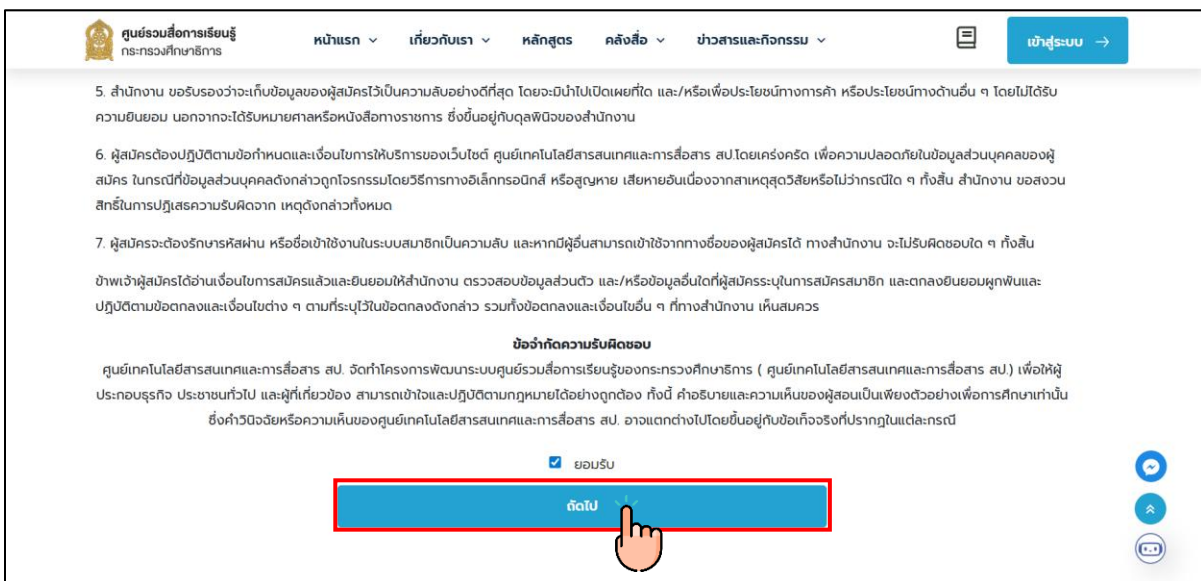 ศูนย์รวมสื่อการเรียนรู้
กระทรวงศึกษาธิการ
หน้าแรก
เกี่ยวกับเรา
หลักสูตร
คลังสื่อ
ข่าวสารและกิจกรรม
เข้าสู่ระบบ →
5. สำนักงาน ขอรับรองว่าจะเก็บข้อมูลของผู้สมัครไว้เป็นความลับอย่างดีที่สุด โดยจะมินำไปเปิดเผยที่ใด และ/หรือเพื่อประโยชน์ทางการค้า หรือประโยชน์ทางด้านอื่น ๆ โดยไม่ได้รับ
ความยินยอม นอกจากจะได้รับหมายศาลหรือหนังสือทางราชการ ซึ่งขึ้นอยู่กับดุลพินิจของสำนักงาน
6. ผู้สมัครต้องปฏิบัติตามข้อกำหนดและเงื่อนไขการให้บริการของเว็บไซต์ ศูนย์เทคโนโลยีสารสนเทศและการสื่อสาร สป.โดยเคร่งครัด เพื่อความปลอดภัยในข้อมูลส่วนบุคคลของผู้
สมัคร ในกรณีที่ข้อมูลส่วนบุคคลดังกล่าวถูกโจรกรรมโดยวิธีการทางอิเล็กทรอนิกส์ หรือสูญหาย เสียหายอันเนื่องจากสาเหตุสุดวิสัยหรือไม่ว่ากรณีใด ๆ ทั้งสิ้น สำนักงาน ขอสงวน
สิทธิ์ในการปฏิเสธความรับผิดจาก เหตุดังกล่าวทั้งหมด
7. ผู้สมัครจะต้องรักษารหัสผ่าน หรือชื่อเข้าใช้งานในระบบสมาชิกเป็นความลับ และหากมีผู้อื่นสามารถเข้าใช้จากทางชื่อของผู้สมัครได้ ทางสำนักงาน จะไม่รับผิดชอบใด ๆ ทั้งสิ้น
ข้าพเจ้าผู้สมัครได้อ่านเงื่อนไขการสมัครแล้วและยินยอมให้สำนักงาน ตรวจสอบข้อมูลส่วนตัว และ/หรือข้อมูลอื่นใดที่ผู้สมัครระบุในการสมัครสมาชิก และตกลงยินยอมผูกพันและ
ปฏิบัติตามข้อตกลงและเงื่อนไขต่าง ๆ ตามที่ระบุไว้ในข้อตกลงดังกล่าว รวมทั้งข้อตกลงและเงื่อนไขอื่น ๆ ที่ทางสำนักงาน เห็นสมควร
ข้อจำกัดความรับผิดชอบ
ศูนย์เทคโนโลยีสารสนเทศและการสื่อสาร สป. จัดทำโครงการพัฒนาระบบศูนย์รวมสื่อการเรียนรู้ของกระทรวงศึกษาธิการ ( ศูนย์เทคโนโลยีสารสนเทศและการสื่อสาร สป.) เพื่อให้ผู้
ประกอบธุรกิจ ประชาชนทั่วไป และผู้ที่เกี่ยวข้อง สามารถเข้าใจและปฏิบัติตามกฎหมายได้อย่างถูกต้อง ทั้งนี้ คำอธิบายและความเห็นของผู้สอนเป็นเพียงตัวอย่างเพื่อการศึกษาเท่านั้น
ซึ่งคำวินิจฉัยหรือความเห็นของศูนย์เทคโนโลยีสารสนเทศและการสื่อสาร สป. อาจแตกต่างไปโดยขึ้นอยู่กับข้อเท็จจริงที่ปรากฏในแต่ละกรณี
ยอมรับ
ถัดไป